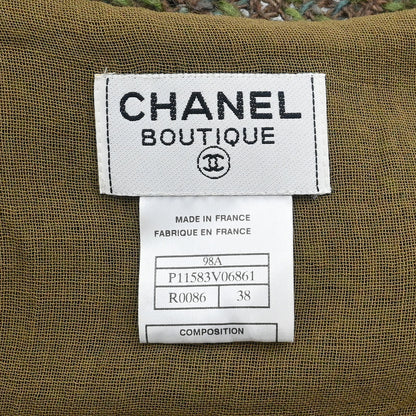 CHANEL
BOUTIQUE
MADE IN FRANCE
FABRIQUE EN FRANCE
98A
P11583V06861
R0086 38
COMPOSITION